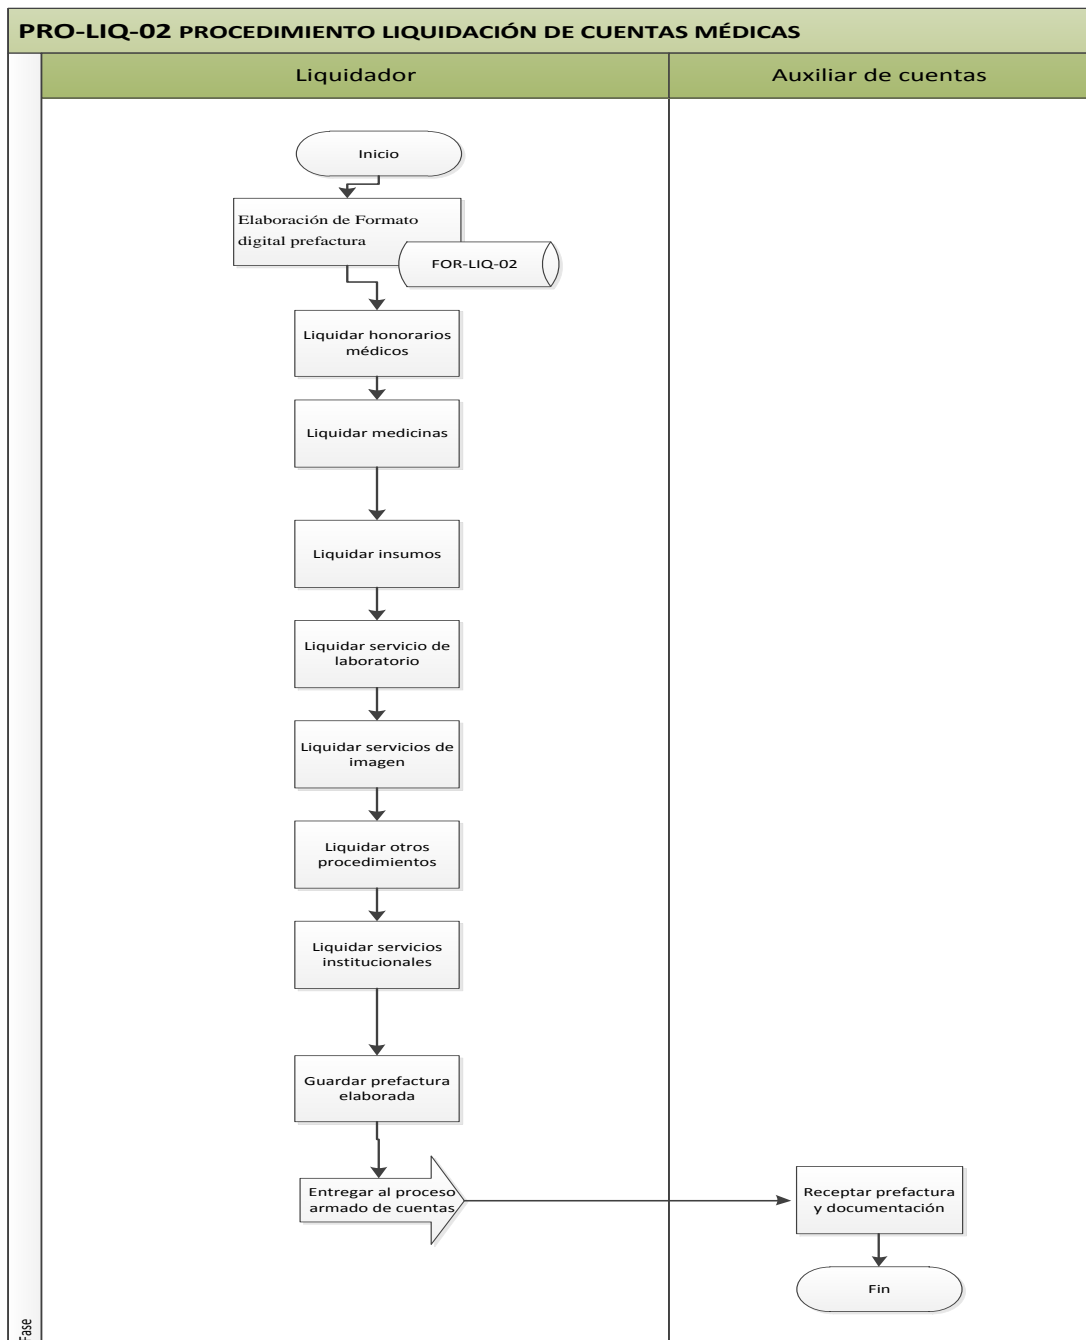 PRO-LIQ-02 PROCEDIMIENTO LIQUIDACIÓN DE CUENTAS MÉDICAS
Liquidador
Auxiliar de cuentas
Inicio
Elaboración de Formato
digital prefactura
FOR-LIQ-02
Liquidar honorarios
médicos
Liquidar medicinas
Liquidar insumos
Liquidar servicio de
laboratorio
Liquidar servicios de
imagen
Liquidar otros
procedimientos
Liquidar servicios
institucionales
Guardar prefactura
elaborada
Entregar al proceso
armado de cuentas
Receptar prefactura
y documentación
Fin
Fase